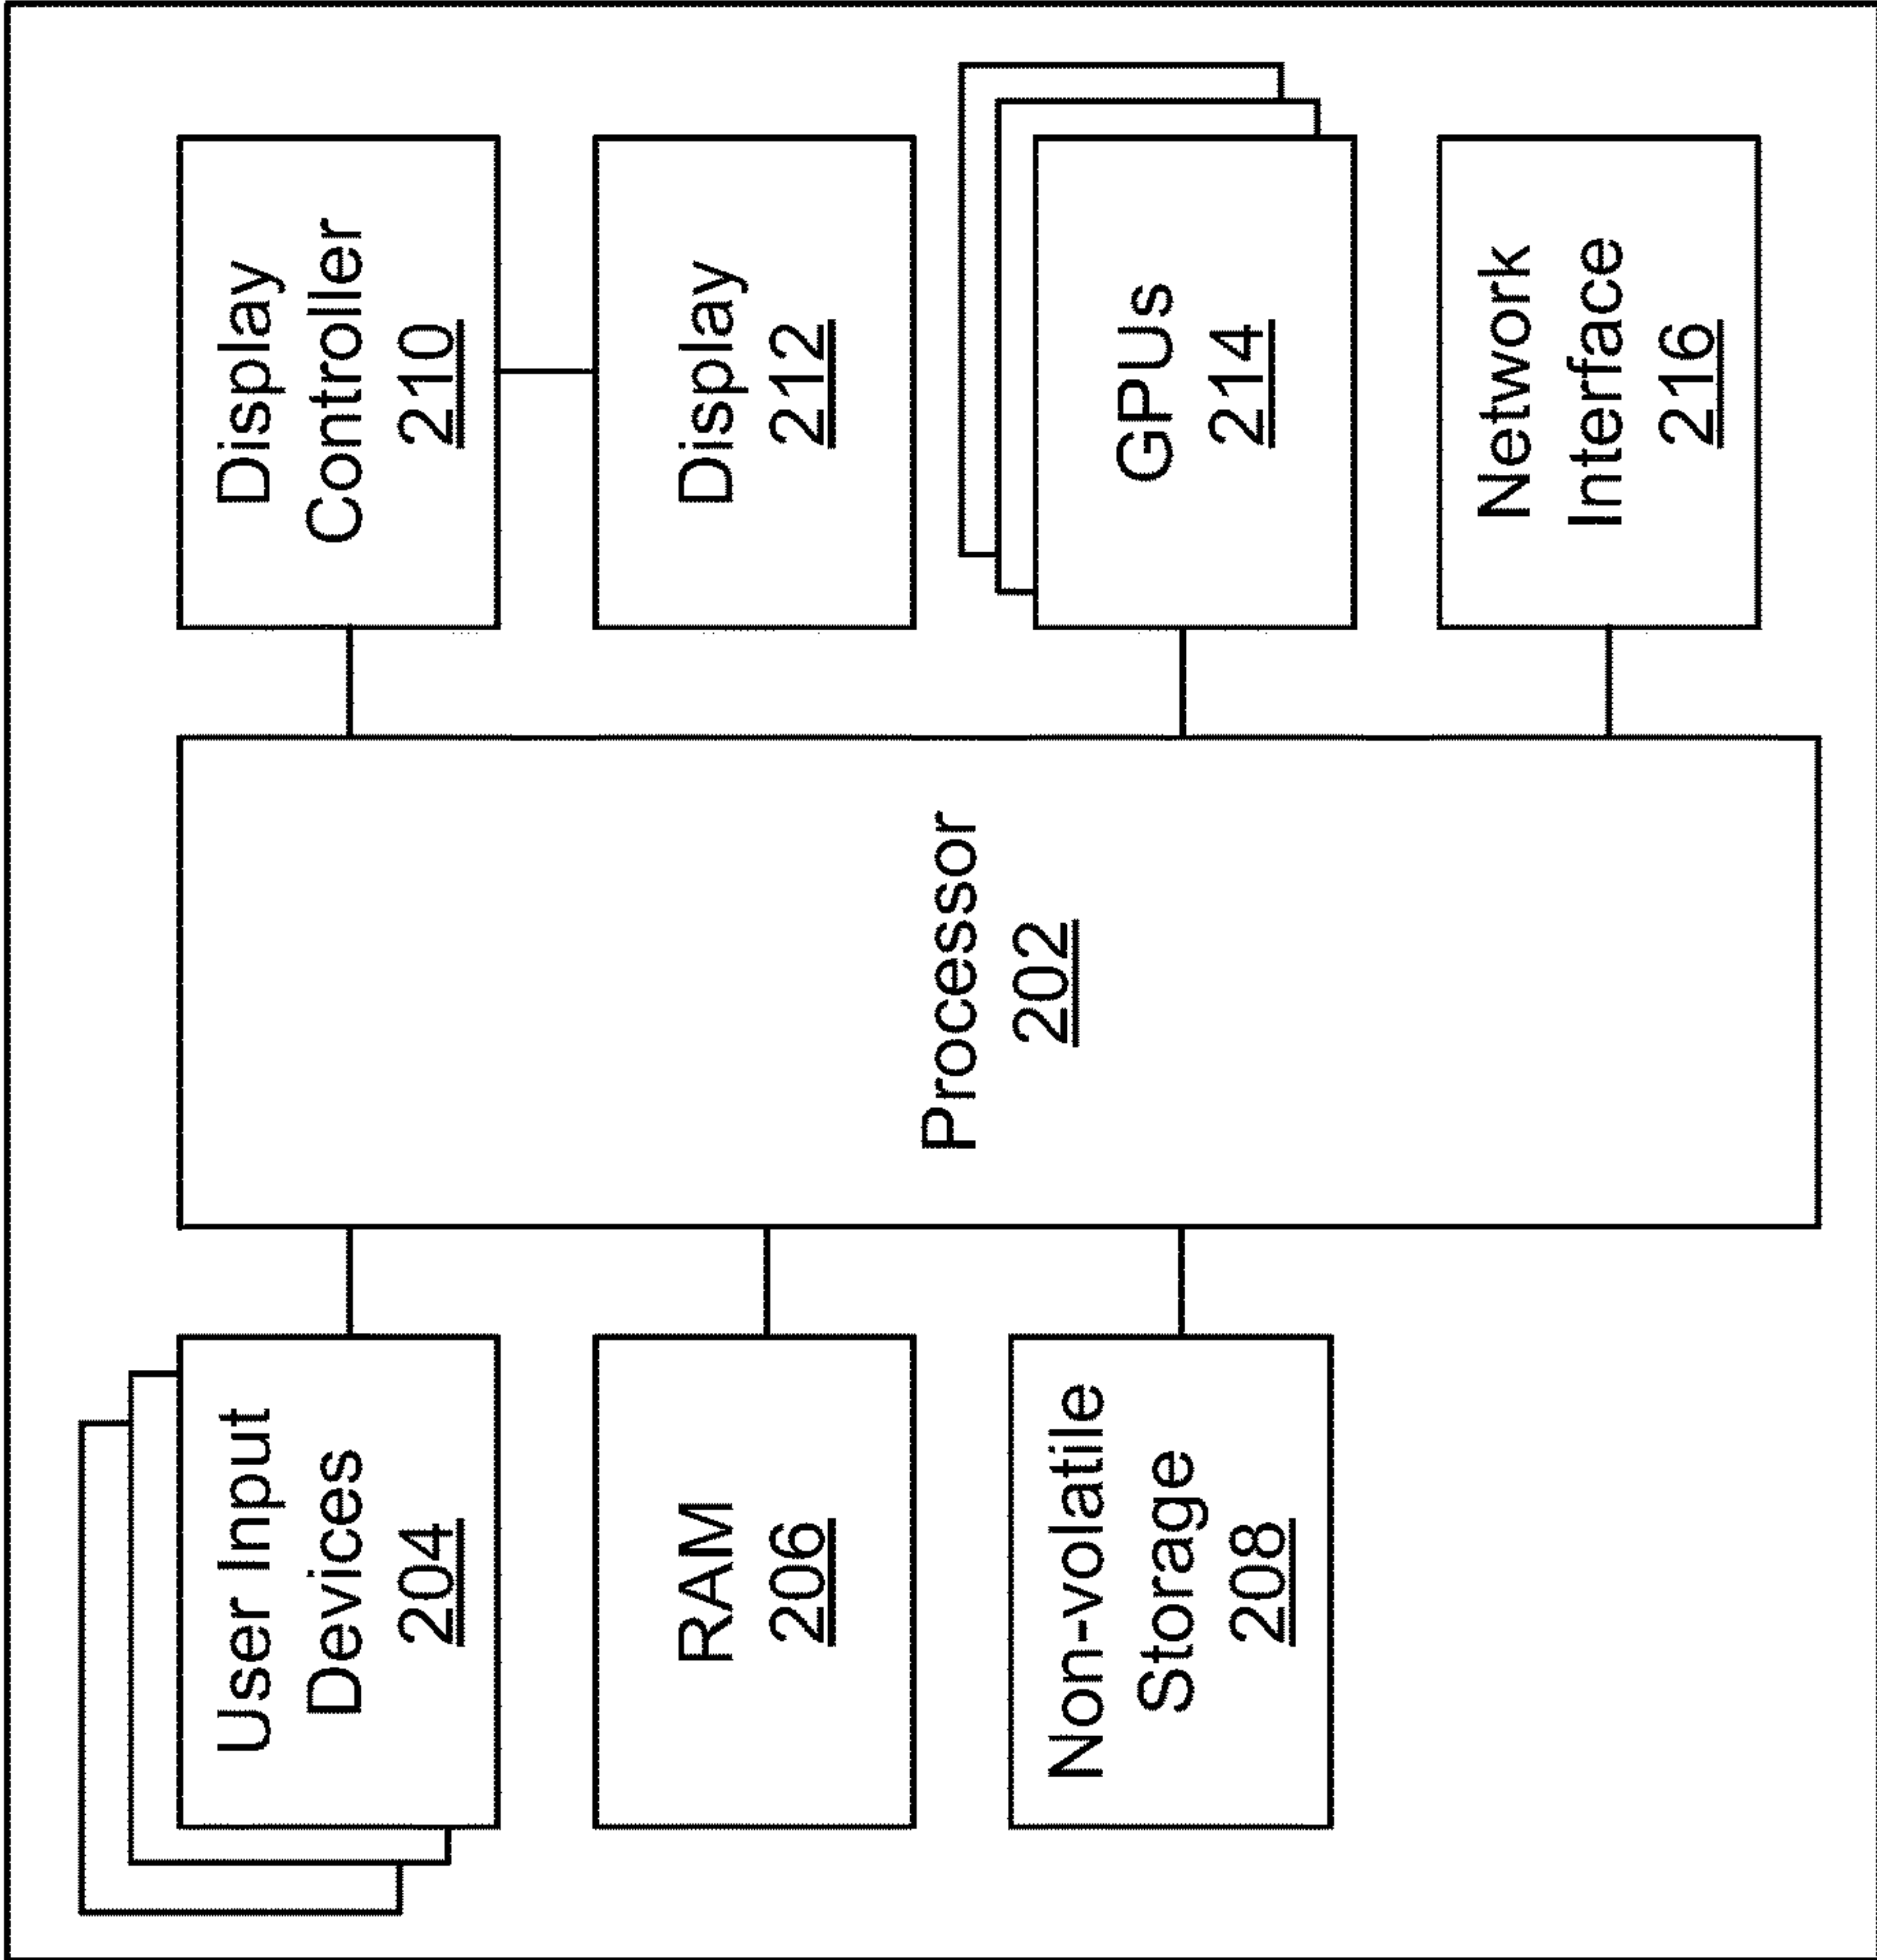 User Input
Devices
204
RAM
206
Non-volatile
Storage
208
Processor
202
Display
Controller
210
Display
212
GPUs
214
Network
Interface
216